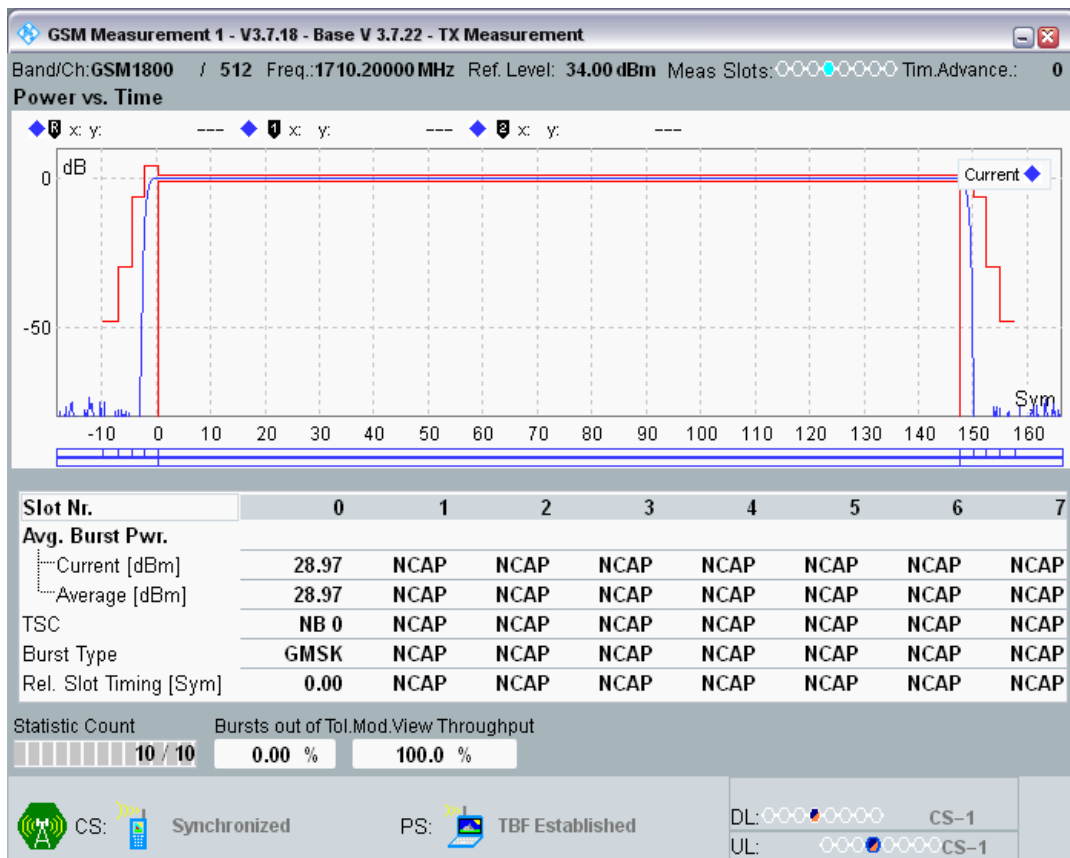 GSM Measurement 1 - V3.7.18 - Base V 3.7.22 - TX Measurement
Band/Ch:GSM1800 / 512 Freq.:1710.20000 MHz Ref. Level: 34.00 dBm Meas Slots: Tim.Advance.: 0
Power vs. Time
R x: y: --- 1 x: y: --- 2 x: y: ---
dB
0
Current
-50
Sym
-10 0 10 20 30 40 50 60 70 80 90 100 110 120 130 140 150 160
Slot Nr. 0 1 2 3 4 5 6 7
Avg. Burst Pwr.
Current [dBm] 28.97 NCAP NCAP NCAP NCAP NCAP NCAP NCAP
Average [dBm] 28.97 NCAP NCAP NCAP NCAP NCAP NCAP NCAP
TSC NB 0 NCAP NCAP NCAP NCAP NCAP NCAP NCAP
Burst Type GMSK NCAP NCAP NCAP NCAP NCAP NCAP NCAP
Rel. Slot Timing [Sym] 0.00 NCAP NCAP NCAP NCAP NCAP NCAP NCAP
Statistic Count Bursts out of Tol. Mod.View Throughput
10 / 10 0.00 % 100.0 %
CS: Synchronized PS: TBF Established DL: CS-1
UL: CS-1